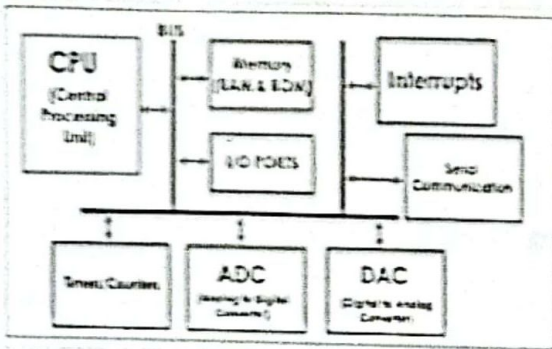 BUS
CPU
(Central
Processing
Unit)
Memory
(RAM & ROM)
Interrupts
I/O PORTS
Serial
Communication
Timers/Counters
ADC
(Analog to Digital
Converter)
DAC
(Digital to Analog
Converter)